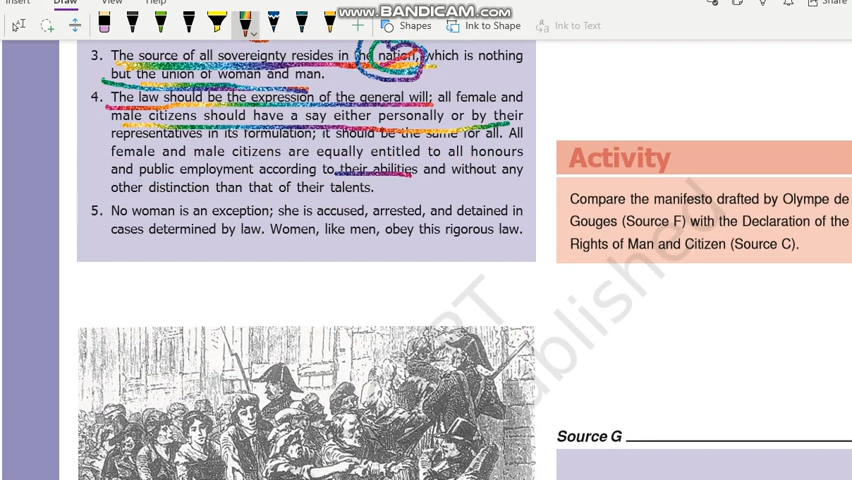 www.BANDICAM.com
Insert Draw View Share
Shapes Ink to Shape Ink to Text
3. The source of all sovereignty resides in the nation, which is nothing
but the union of woman and man.
4. The law should be the expression of the general will; all female and
male citizens should have a say either personally or by their
representatives in its formulation; it should be the same for all. All
female and male citizens are equally entitled to all honours
and public employment according to their abilities and without any
other distinction than that of their talents.
5. No woman is an exception; she is accused, arrested, and detained in
cases determined by law. Women, like men, obey this rigorous law.
Activity
Compare the manifesto drafted by Olympe de
Gouges (Source F) with the Declaration of the
Rights of Man and Citizen (Source C).
Source G